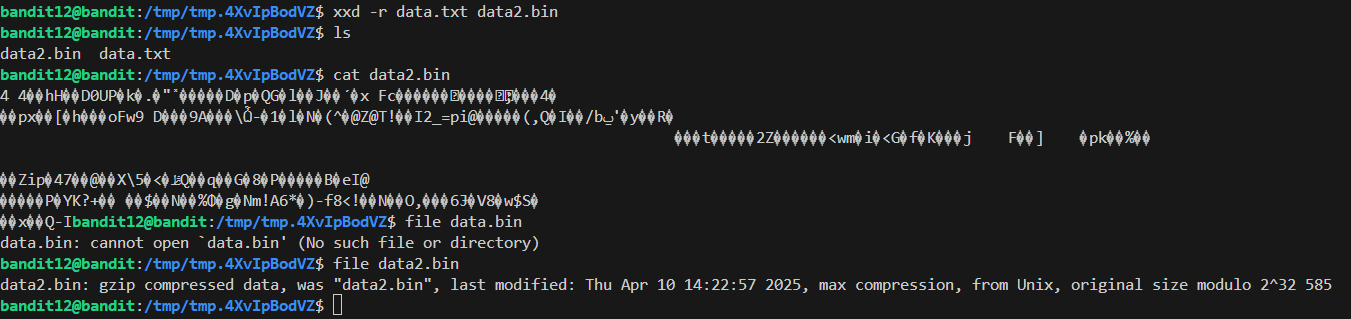 bandit12@bandit:/tmp/tmp.4XvIpBodVZ$ xxd -r data.txt data2.bin
bandit12@bandit:/tmp/tmp.4XvIpBodVZ$ ls
data2.bin  data.txt
bandit12@bandit:/tmp/tmp.4XvIpBodVZ$ cat data2.bin
4 4��hH��D0UP�k�.�"�����D�p�QG�l��J��´�x Fc����������4�
��px��[�h���oFw9 D���9A���\-�1�l�N�(^�@Z@T!��I2_=pi@�����(,Q�I��/b'�y��R�
���t�����2Z������<wm�i�<G�f�K���j    F��]    �pk��%��
��Zip�47��@��X\5�<�Q��q��G�8�P�����B�eI@
�����P�YK?+�� ��$��N��%�g�Nm!A6*�)-f8<!��N��O,���6�V8�w$S�
��x��Q-Ibandit12@bandit:/tmp/tmp.4XvIpBodVZ$ file data.bin
data.bin: cannot open `data.bin' (No such file or directory)
bandit12@bandit:/tmp/tmp.4XvIpBodVZ$ file data2.bin
data2.bin: gzip compressed data, was "data2.bin", last modified: Thu Apr 10 14:22:57 2025, max compression, from Unix, original size modulo 2^32 585
bandit12@bandit:/tmp/tmp.4XvIpBodVZ$